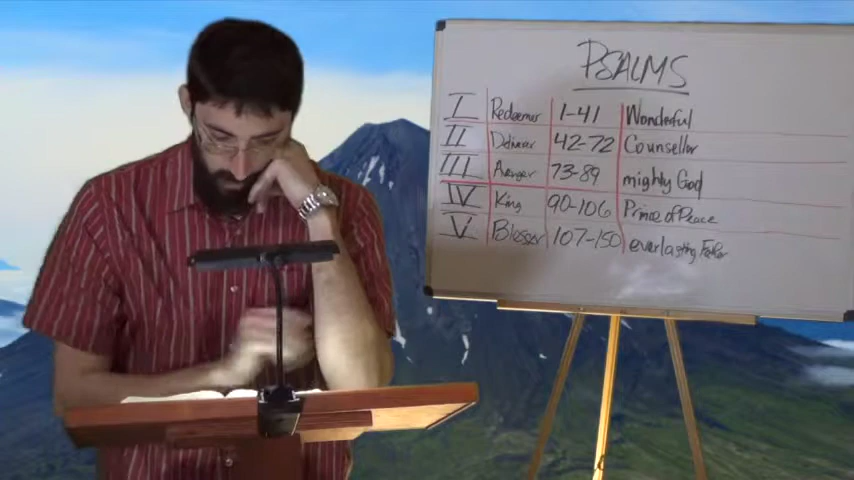 PSALMS
I Redeemer 1-41 Wonderful
II Deliverer 42-72 Counsellor
III Avenger 73-89 mighty God
IV King 90-106 Prince of Peace
V Blesser 107-150 everlasting Father